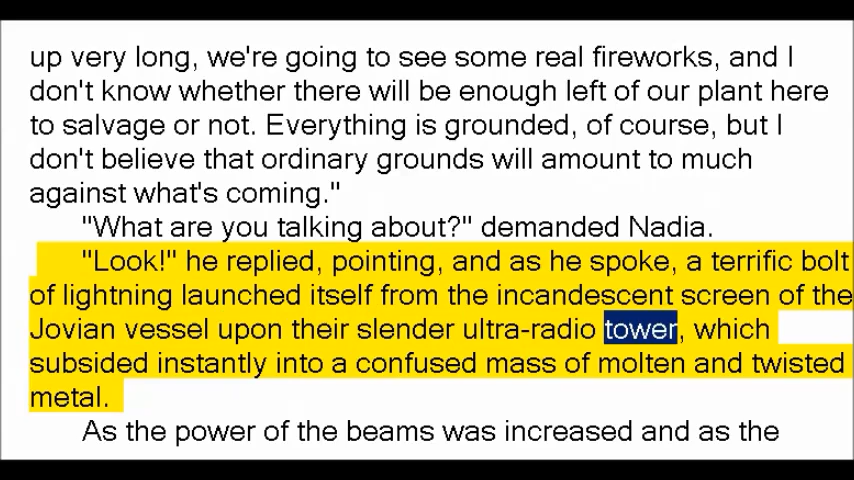 up very long, we're going to see some real fireworks, and I
don't know whether there will be enough left of our plant here
to salvage or not. Everything is grounded, of course, but I
don't believe that ordinary grounds will amount to much
against what's coming."
"What are you talking about?" demanded Nadia.
"Look!" he replied, pointing, and as he spoke, a terrific bolt
of lightning launched itself from the incandescent screen of the
Jovian vessel upon their slender ultra-radio tower, which
subsided instantly into a confused mass of molten and twisted
metal.
As the power of the beams was increased and as the